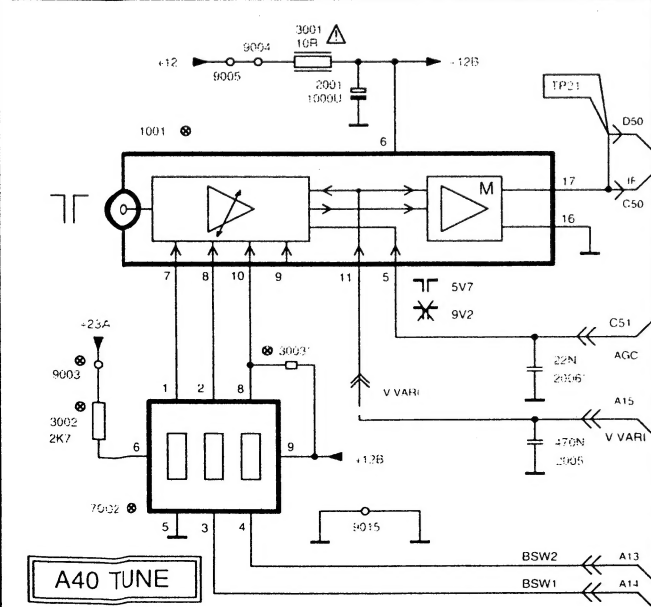 3001
10R
9004
+12
9005
+12B
2001
1000U
TP21
D50
1001
6
M
17
IF
C50
16
7
8
10
9
11
5
5V7
9V2
+23A
C51
AGC
9003
3003
22N
2006
1
2
8
V VARI
A15
3002
2K7
6
9
+12B
470N
V VARI
2005
7002
5
3
4
9015
BSW2
A13
A40 TUNE
BSW1
A14